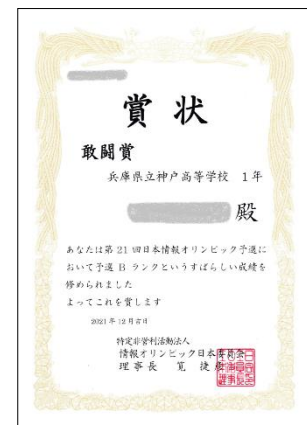 賞状
敢闘賞
兵庫県立神戸高等学校 1年
殿
あなたは第21回日本情報オリンピック予選に
おいて予選Bランクというすばらしい成績を
修められました
よってこれを賞します
2021年12月吉日
特定非営利活動法人
情報オリンピック日本委員会
理事長 筧 捷彦